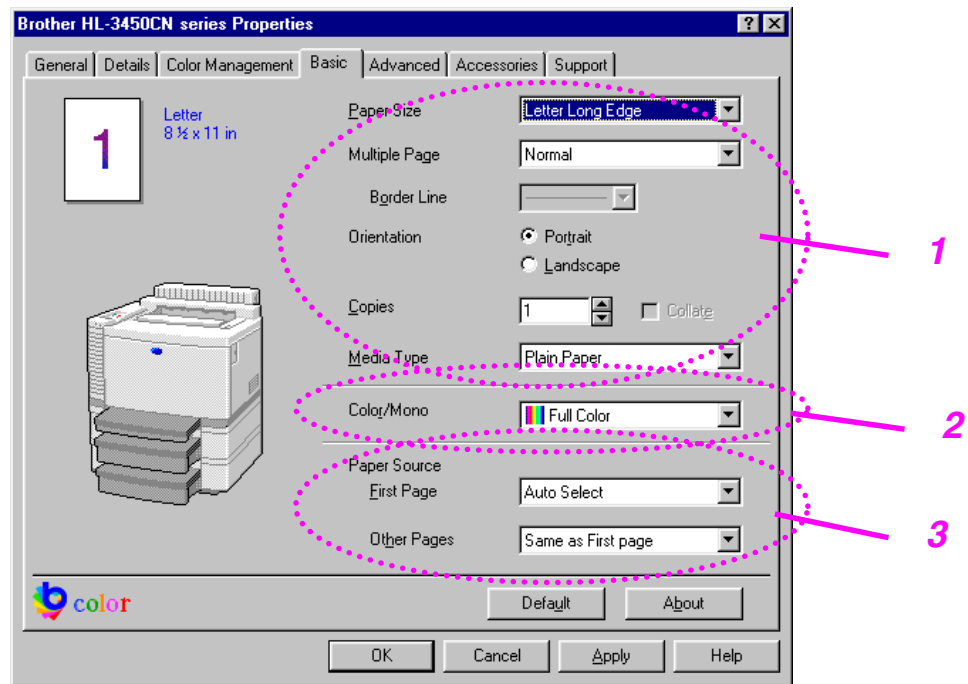 Brother HL-3450CN series Properties
General Details Color Management Basic Advanced Accessories Support
1
Letter
8 ½ x 11 in
Paper Size Letter Long Edge
Multiple Page Normal
Border Line
Orientation Portrait
Landscape
Copies 1 Collate
Media Type Plain Paper
Color/Mono Full Color
Paper Source
First Page Auto Select
Other Pages Same as First page
1
2
3
b color
Default About
OK Cancel Apply Help